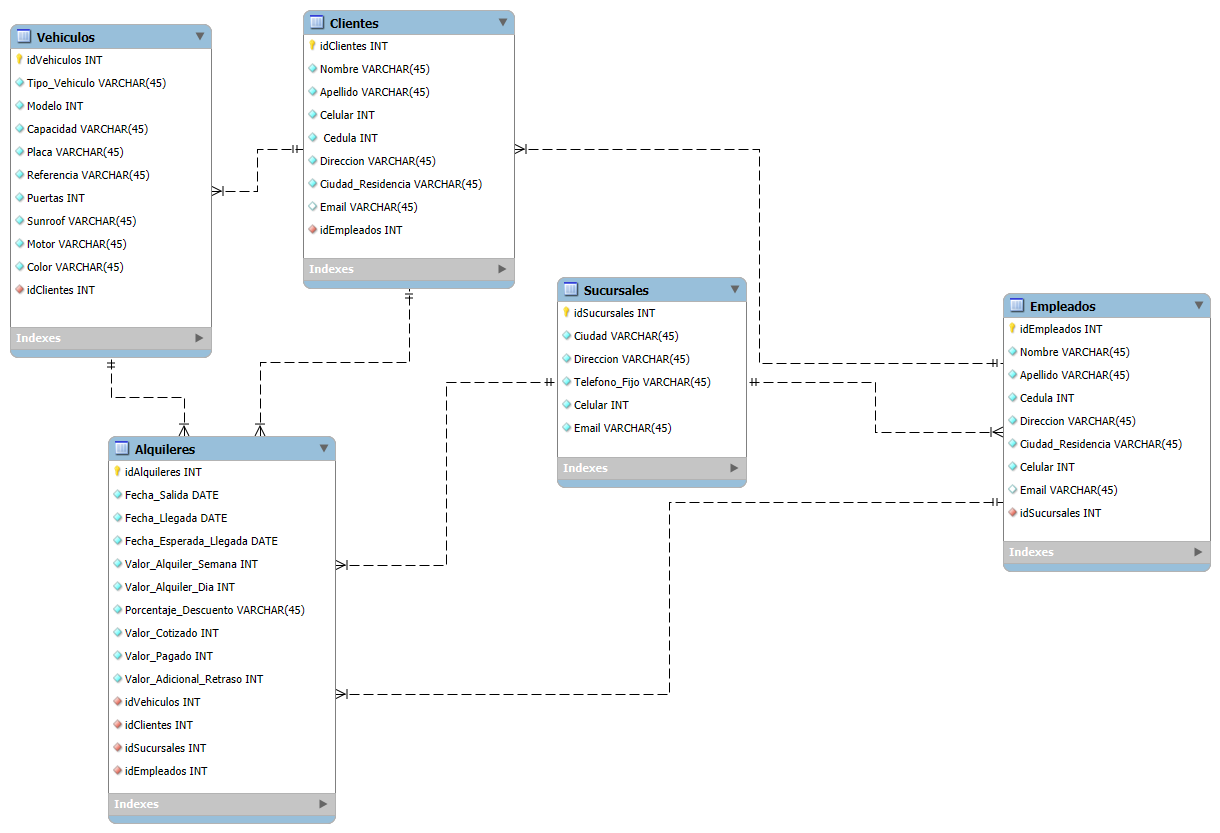 Vehiculos
idVehiculos INT
Tipo_Vehiculo VARCHAR(45)
Modelo INT
Capacidad VARCHAR(45)
Placa VARCHAR(45)
Referencia VARCHAR(45)
Puertas INT
Sunroof VARCHAR(45)
Motor VARCHAR(45)
Color VARCHAR(45)
idClientes INT
Indexes
Clientes
idClientes INT
Nombre VARCHAR(45)
Apellido VARCHAR(45)
Celular INT
Cedula INT
Direccion VARCHAR(45)
Ciudad_Residencia VARCHAR(45)
Email VARCHAR(45)
idEmpleados INT
Indexes
Sucursales
idSucursales INT
Ciudad VARCHAR(45)
Direccion VARCHAR(45)
Telefono_Fijo VARCHAR(45)
Celular INT
Email VARCHAR(45)
Indexes
Empleados
idEmpleados INT
Nombre VARCHAR(45)
Apellido VARCHAR(45)
Cedula INT
Direccion VARCHAR(45)
Ciudad_Residencia VARCHAR(45)
Celular INT
Email VARCHAR(45)
idSucursales INT
Indexes
Alquileres
idAlquileres INT
Fecha_Salida DATE
Fecha_Llegada DATE
Fecha_Esperada_Llegada DATE
Valor_Alquiler_Semana INT
Valor_Alquiler_Dia INT
Porcentaje_Descuento VARCHAR(45)
Valor_Cotizado INT
Valor_Pagado INT
Valor_Adicional_Retraso INT
idVehiculos INT
idClientes INT
idSucursales INT
idEmpleados INT
Indexes